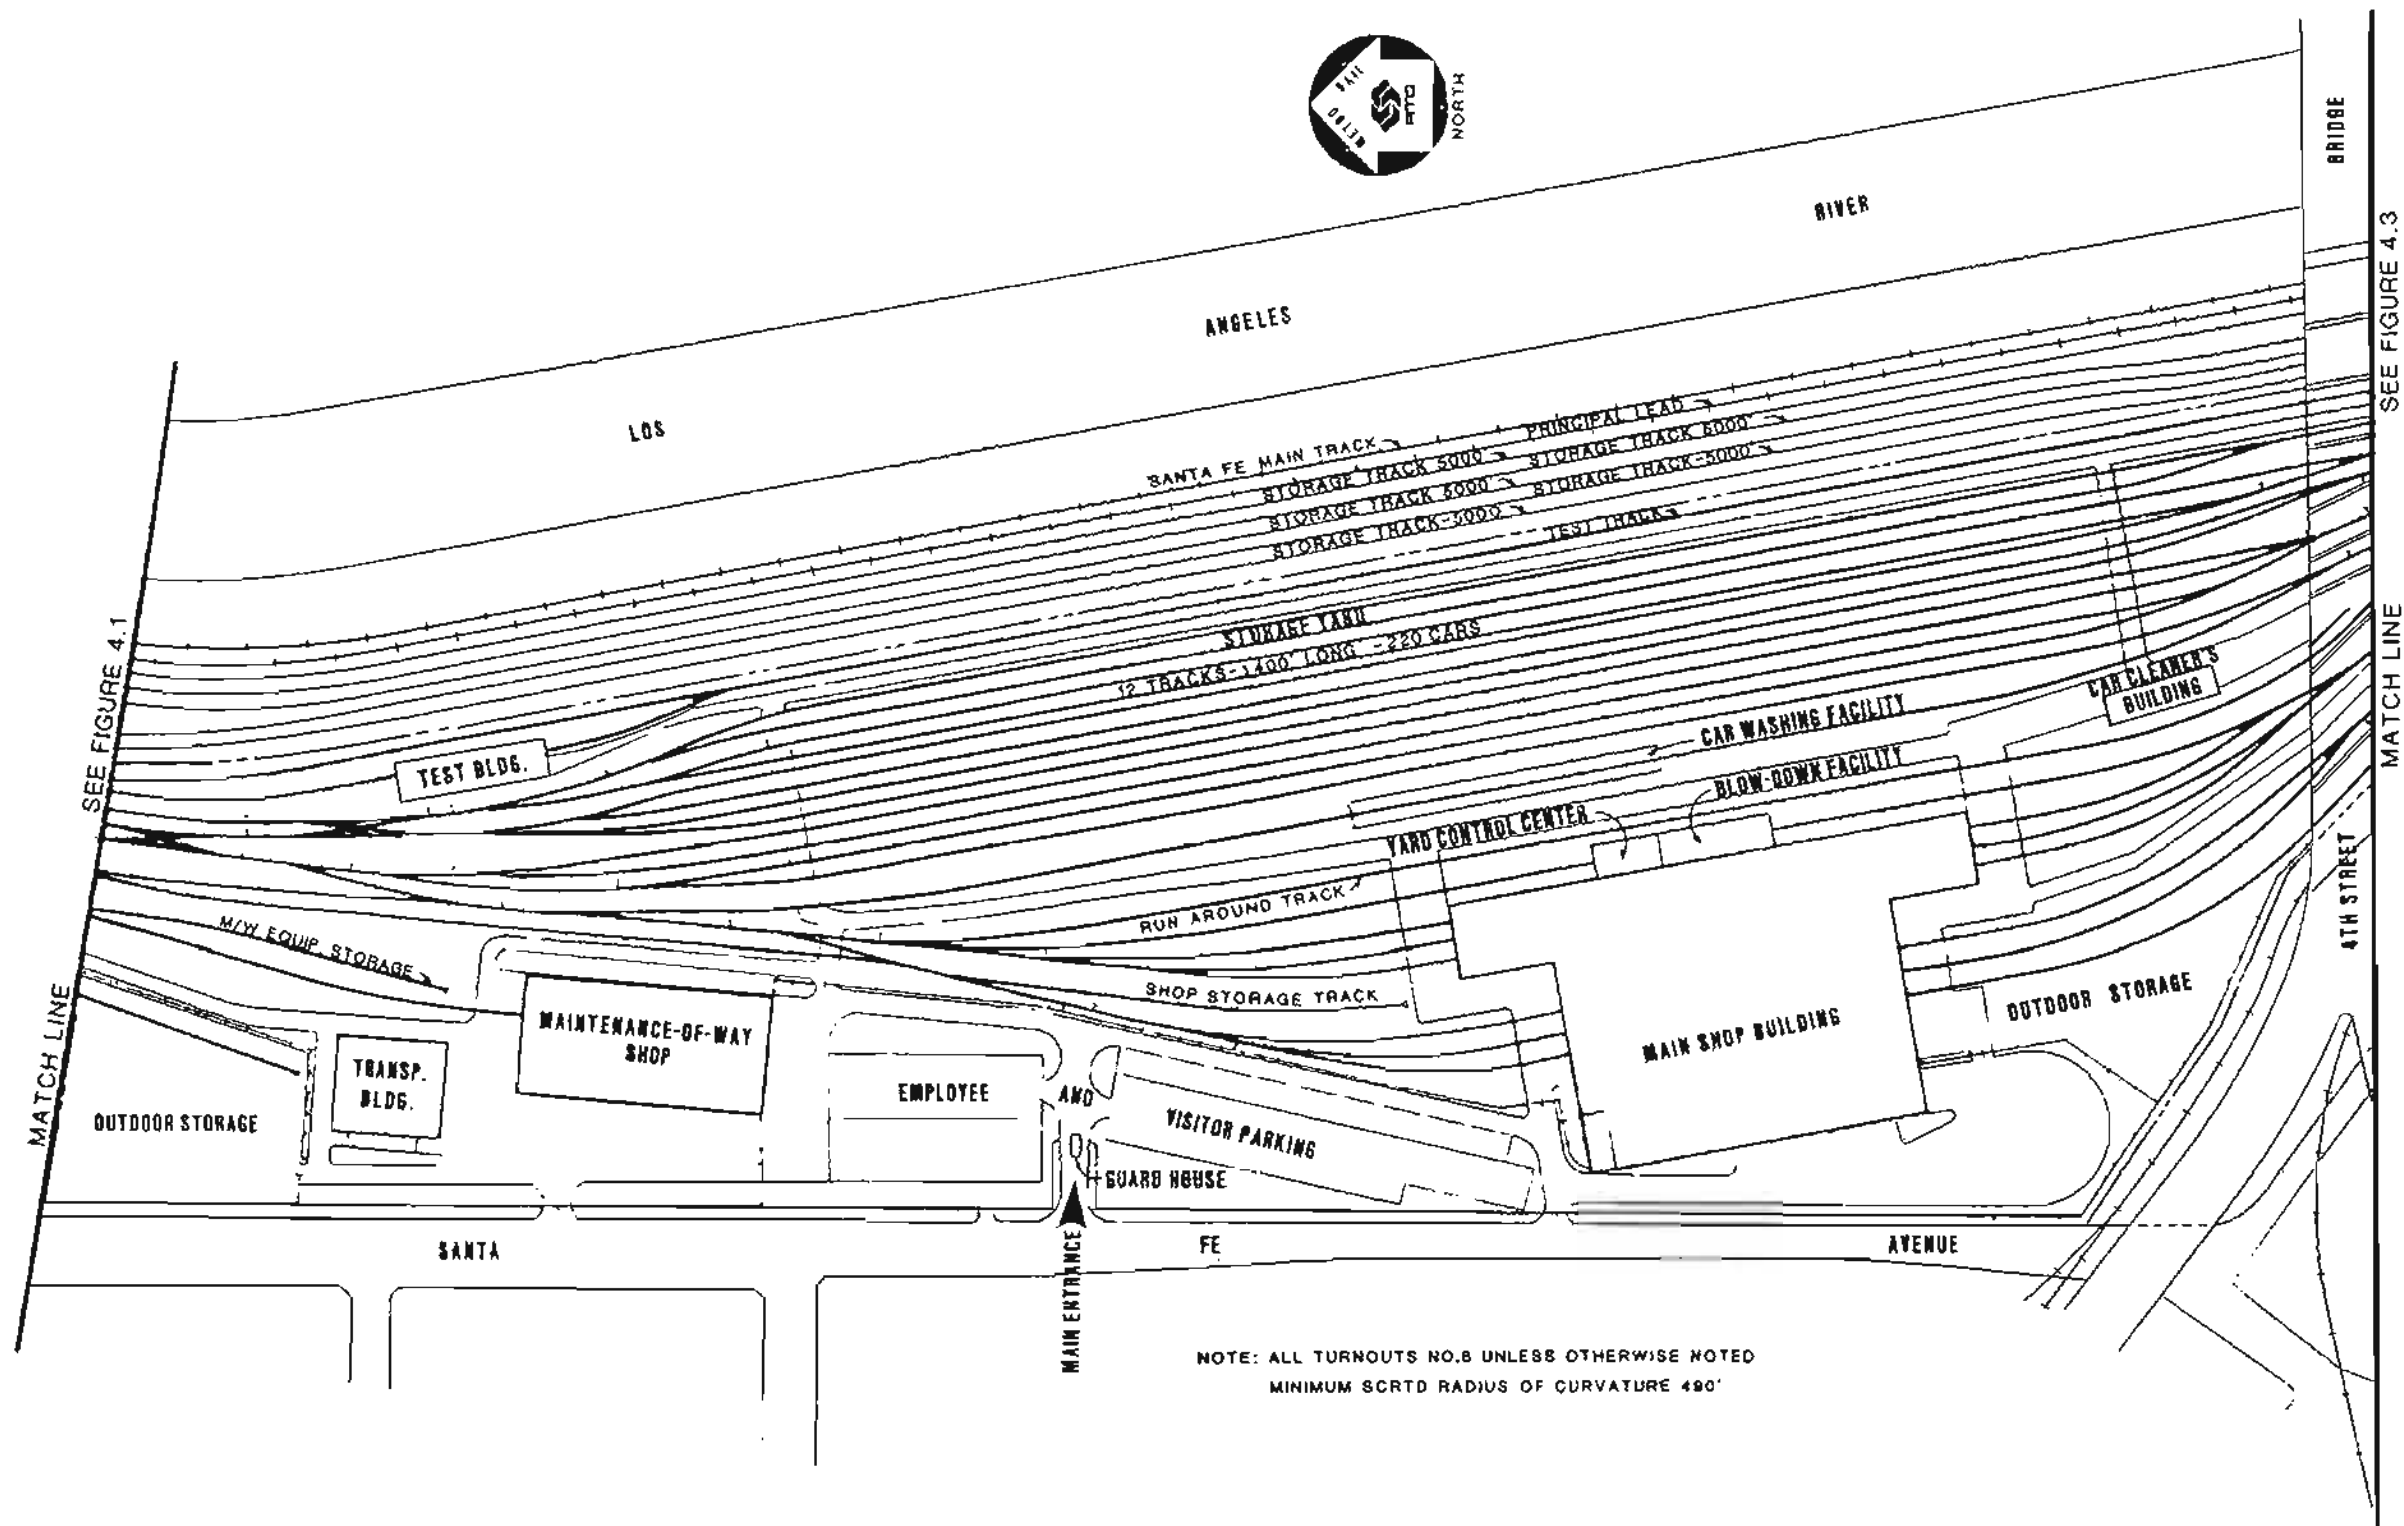 METRO RAIL
RTD
NORTH
BRIDGE
RIVER
ANGELES
LOS
SEE FIGURE 4.3
SEE FIGURE 4.1
SANTA FE MAIN TRACK
PRINCIPAL LEAD
STORAGE TRACK 5000'
STORAGE TRACK 5000'
STORAGE TRACK 5000'
STORAGE TRACK-5000'
STORAGE TRACK-5000'
TEST TRACK
STORAGE YARD
12 TRACKS-1400' LONG -220 CARS
CAR CLEANER'S
BUILDING
CAR WASHING FACILITY
BLOW-DOWN FACILITY
YARD CONTROL CENTER
TEST BLDG.
RUN AROUND TRACK
M/W EQUIP. STORAGE
SHOP STORAGE TRACK
MATCH LINE
MATCH LINE
4TH STREET
OUTDOOR STORAGE
MAIN SHOP BUILDING
MAINTENANCE-OF-WAY
SHOP
TRANSP.
BLDG.
OUTDOOR STORAGE
EMPLOYEE
AND
VISITOR PARKING
GUARD HOUSE
SANTA
FE
AVENUE
MAIN ENTRANCE
NOTE: ALL TURNOUTS NO.8 UNLESS OTHERWISE NOTED
MINIMUM SCRTD RADIUS OF CURVATURE 490'